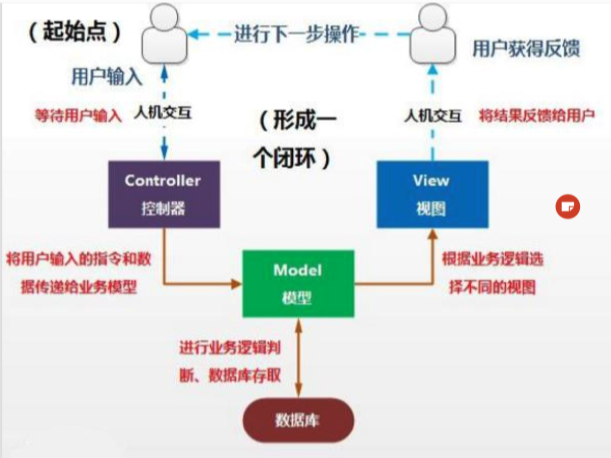 （起始点）
进行下一步操作
用户输入
用户获得反馈
等待用户输入
人机交互
（形成一
个闭环）
人机交互
将结果反馈给用户
Controller
控制器
View
视图
将用户输入的指令和数
据传递给业务模型
Model
模型
根据业务逻辑选
择不同的视图
进行业务逻辑判
断、数据库存取
数据库